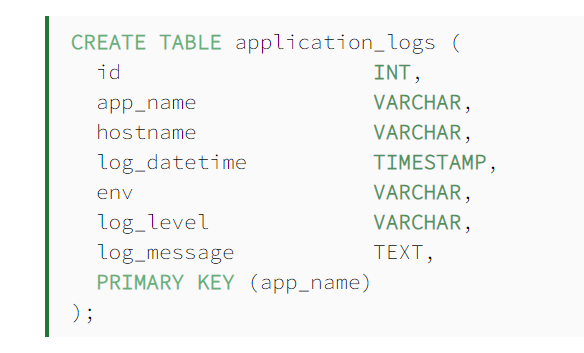 CREATE TABLE application_logs (
  id                    INT,
  app_name              VARCHAR,
  hostname              VARCHAR,
  log_datetime          TIMESTAMP,
  env                   VARCHAR,
  log_level             VARCHAR,
  log_message           TEXT,
  PRIMARY KEY (app_name)
);